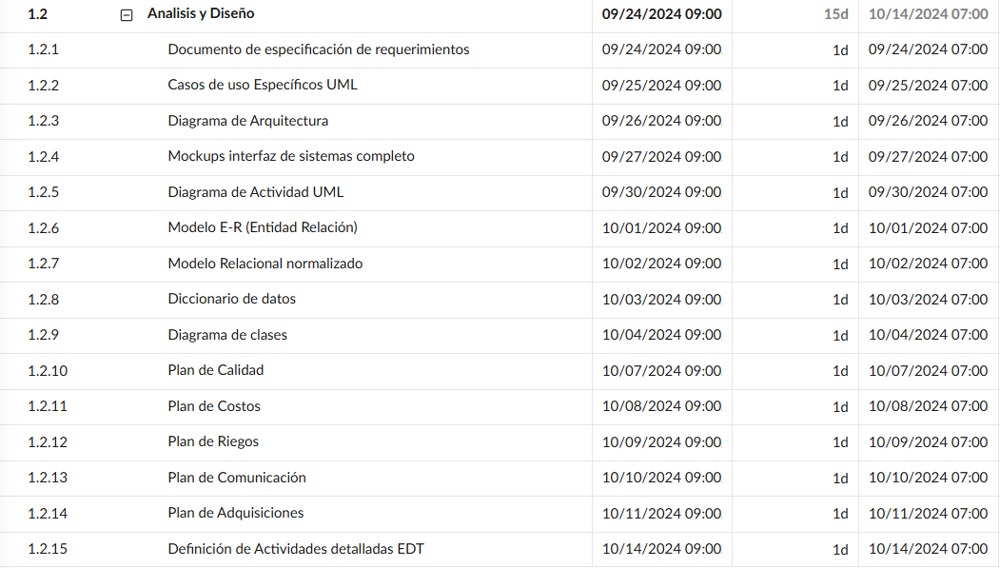 1.2 Analisis y Diseño 09/24/2024 09:00 15d 10/14/2024 07:00
1.2.1 Documento de especificación de requerimientos 09/24/2024 09:00 1d 09/24/2024 07:00
1.2.2 Casos de uso Específicos UML 09/25/2024 09:00 1d 09/25/2024 07:00
1.2.3 Diagrama de Arquitectura 09/26/2024 09:00 1d 09/26/2024 07:00
1.2.4 Mockups interfaz de sistemas completo 09/27/2024 09:00 1d 09/27/2024 07:00
1.2.5 Diagrama de Actividad UML 09/30/2024 09:00 1d 09/30/2024 07:00
1.2.6 Modelo E-R (Entidad Relación) 10/01/2024 09:00 1d 10/01/2024 07:00
1.2.7 Modelo Relacional normalizado 10/02/2024 09:00 1d 10/02/2024 07:00
1.2.8 Diccionario de datos 10/03/2024 09:00 1d 10/03/2024 07:00
1.2.9 Diagrama de clases 10/04/2024 09:00 1d 10/04/2024 07:00
1.2.10 Plan de Calidad 10/07/2024 09:00 1d 10/07/2024 07:00
1.2.11 Plan de Costos 10/08/2024 09:00 1d 10/08/2024 07:00
1.2.12 Plan de Riegos 10/09/2024 09:00 1d 10/09/2024 07:00
1.2.13 Plan de Comunicación 10/10/2024 09:00 1d 10/10/2024 07:00
1.2.14 Plan de Adquisiciones 10/11/2024 09:00 1d 10/11/2024 07:00
1.2.15 Definición de Actividades detalladas EDT 10/14/2024 09:00 1d 10/14/2024 07:00